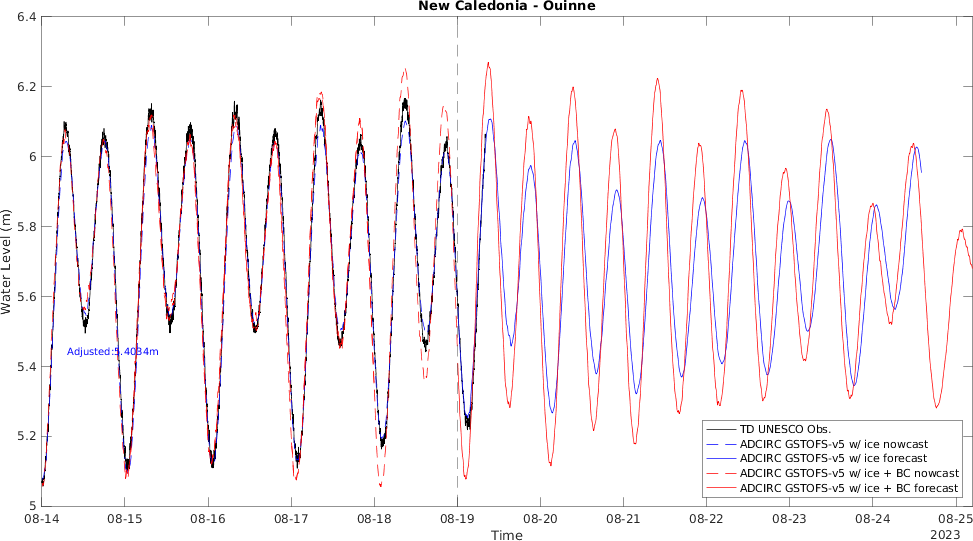 New Caledonia - Ouinne
6.4
6.2
6
5.8
5.6
5.4
5.2
5
Water Level (m)
Adjusted:5.4034m
TD UNESCO Obs.
ADCIRC GSTOFS-v5 w/ ice nowcast
ADCIRC GSTOFS-v5 w/ ice forecast
ADCIRC GSTOFS-v5 w/ ice + BC nowcast
ADCIRC GSTOFS-v5 w/ ice + BC forecast
08-14 08-15 08-16 08-17 08-18 08-19 08-20 08-21 08-22 08-23 08-24 08-25
Time
2023